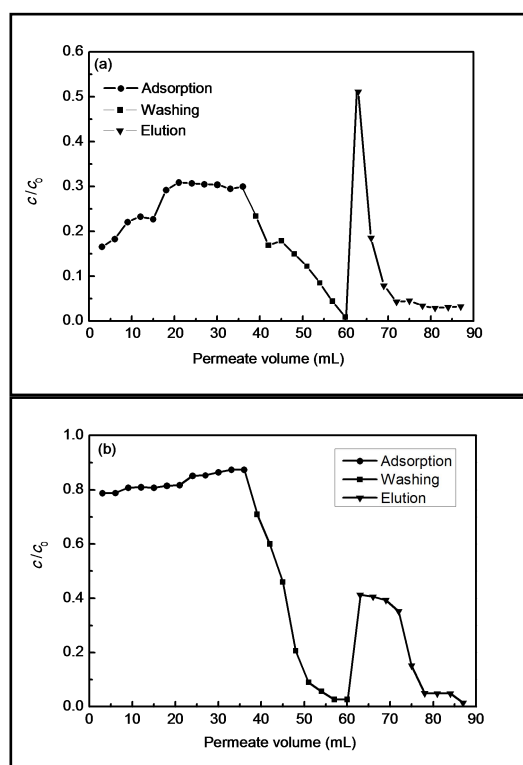 (a)
Adsorption
Washing
Elution
c/c0
0.6
0.5
0.4
0.3
0.2
0.1
0.0
0 10 20 30 40 50 60 70 80 90
Permeate volume (mL)
(b)
Adsorption
Washing
Elution
c/c0
1.0
0.8
0.6
0.4
0.2
0.0
0 10 20 30 40 50 60 70 80 90
Permeate volume (mL)